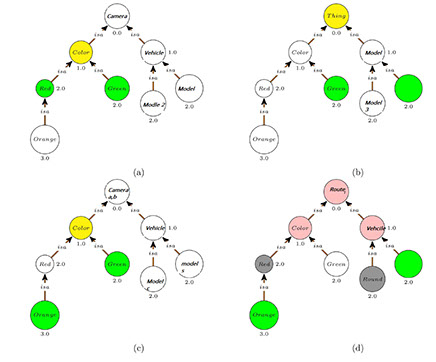 Camera
0.0
isa
isa
Color
1.0
Vehicle
1.0
isa
isa
isa
isa
Red
2.0
Green
2.0
Modle 2
2.0
Model
2.0
isa
Orange
3.0
(a)
Thing
0.0
isa
isa
Color
1.0
Model
1.0
isa
isa
isa
isa
Red
2.0
Green
2.0
Model
3
2.0
2.0
isa
Orange
3.0
(b)
Camera
a,b
0.0
isa
isa
Color
1.0
Vehicle
1.0
isa
isa
isa
isa
Red
2.0
Green
2.0
Model
2.0
model
s
2.0
isa
Orange
3.0
(c)
Route
0.0
isa
isa
Color
1.0
Vehcile
1.0
isa
isa
isa
isa
Red
2.0
Green
2.0
Round
2.0
2.0
isa
Orange
3.0
(d)